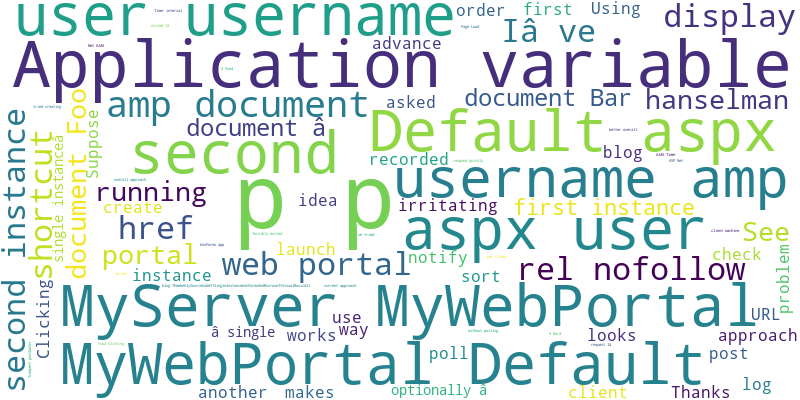 user username
order first Using
display
Iâ ve
advance
Application variable
amp document
asked
document Bar
hanselman
document â
second
Default aspx
recorded
blog
running
idea
irritating
username amp
create
first instance
href
aspx user
See
portal
launch
notify
check
instance
web portal
sort
rel nofollow
problem
second instance
shortcut
single instancea
document Foo
Suppose
Clicking
p p
MyServer MyWebPortal
URL
â single
use
way
works
looks
approach
MyWebPortal Default
poll
post
another makes
optionally â
client
Thanks
log